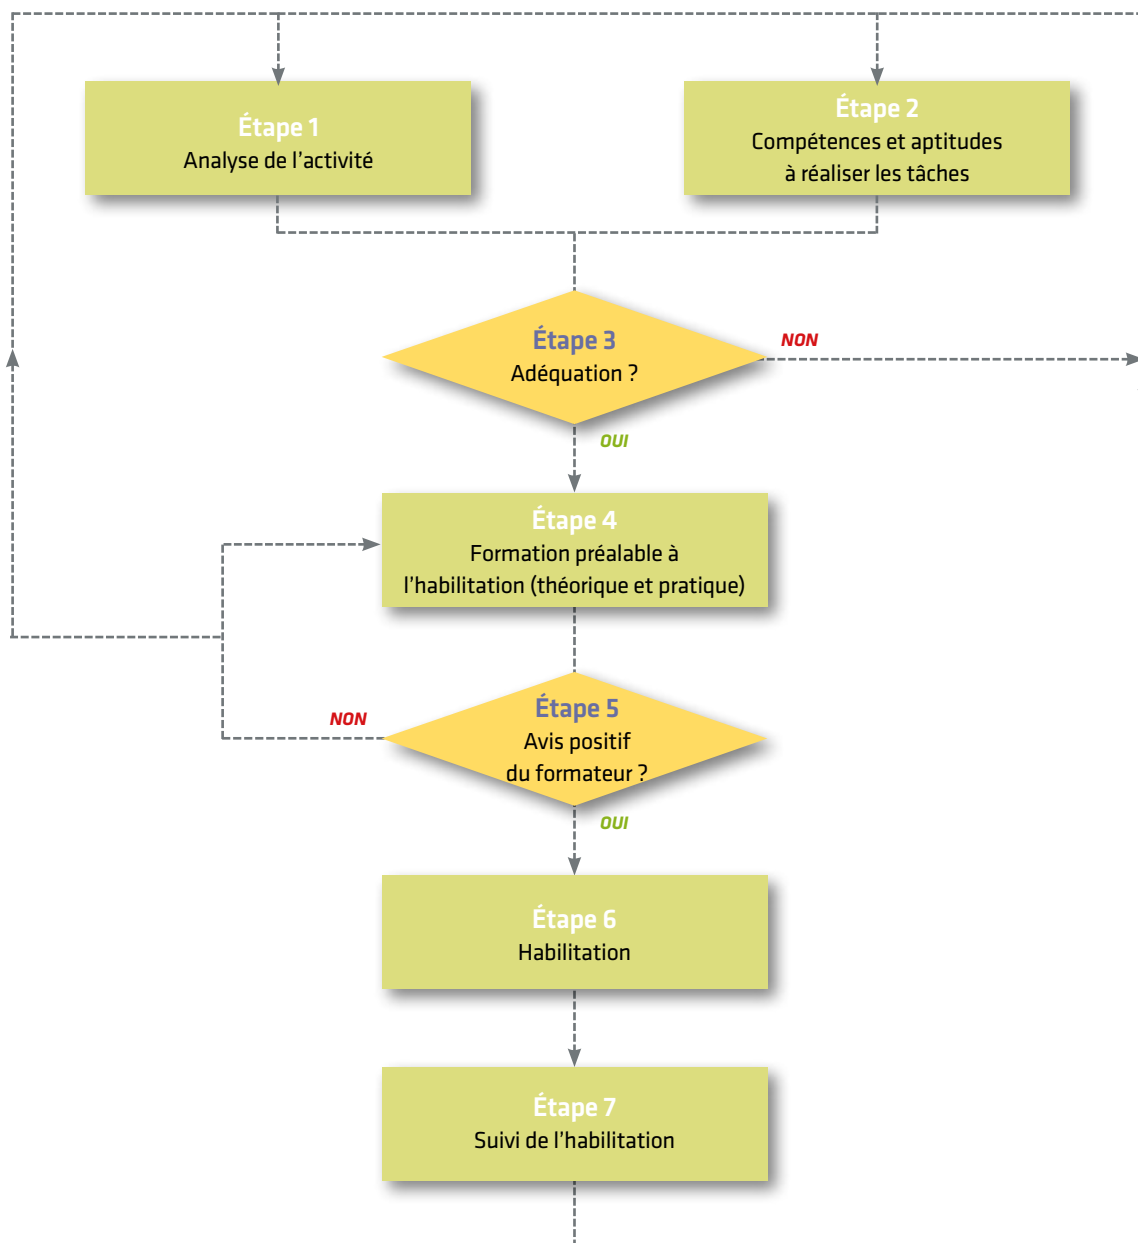 Étape 1
Analyse de l’activité
Étape 2
Compétences et aptitudes
à réaliser les tâches
Étape 3
Adéquation ?
NON
OUI
Étape 4
Formation préalable à
l’habilitation (théorique et pratique)
Étape 5
Avis positif
du formateur ?
NON
OUI
Étape 6
Habilitation
Étape 7
Suivi de l’habilitation